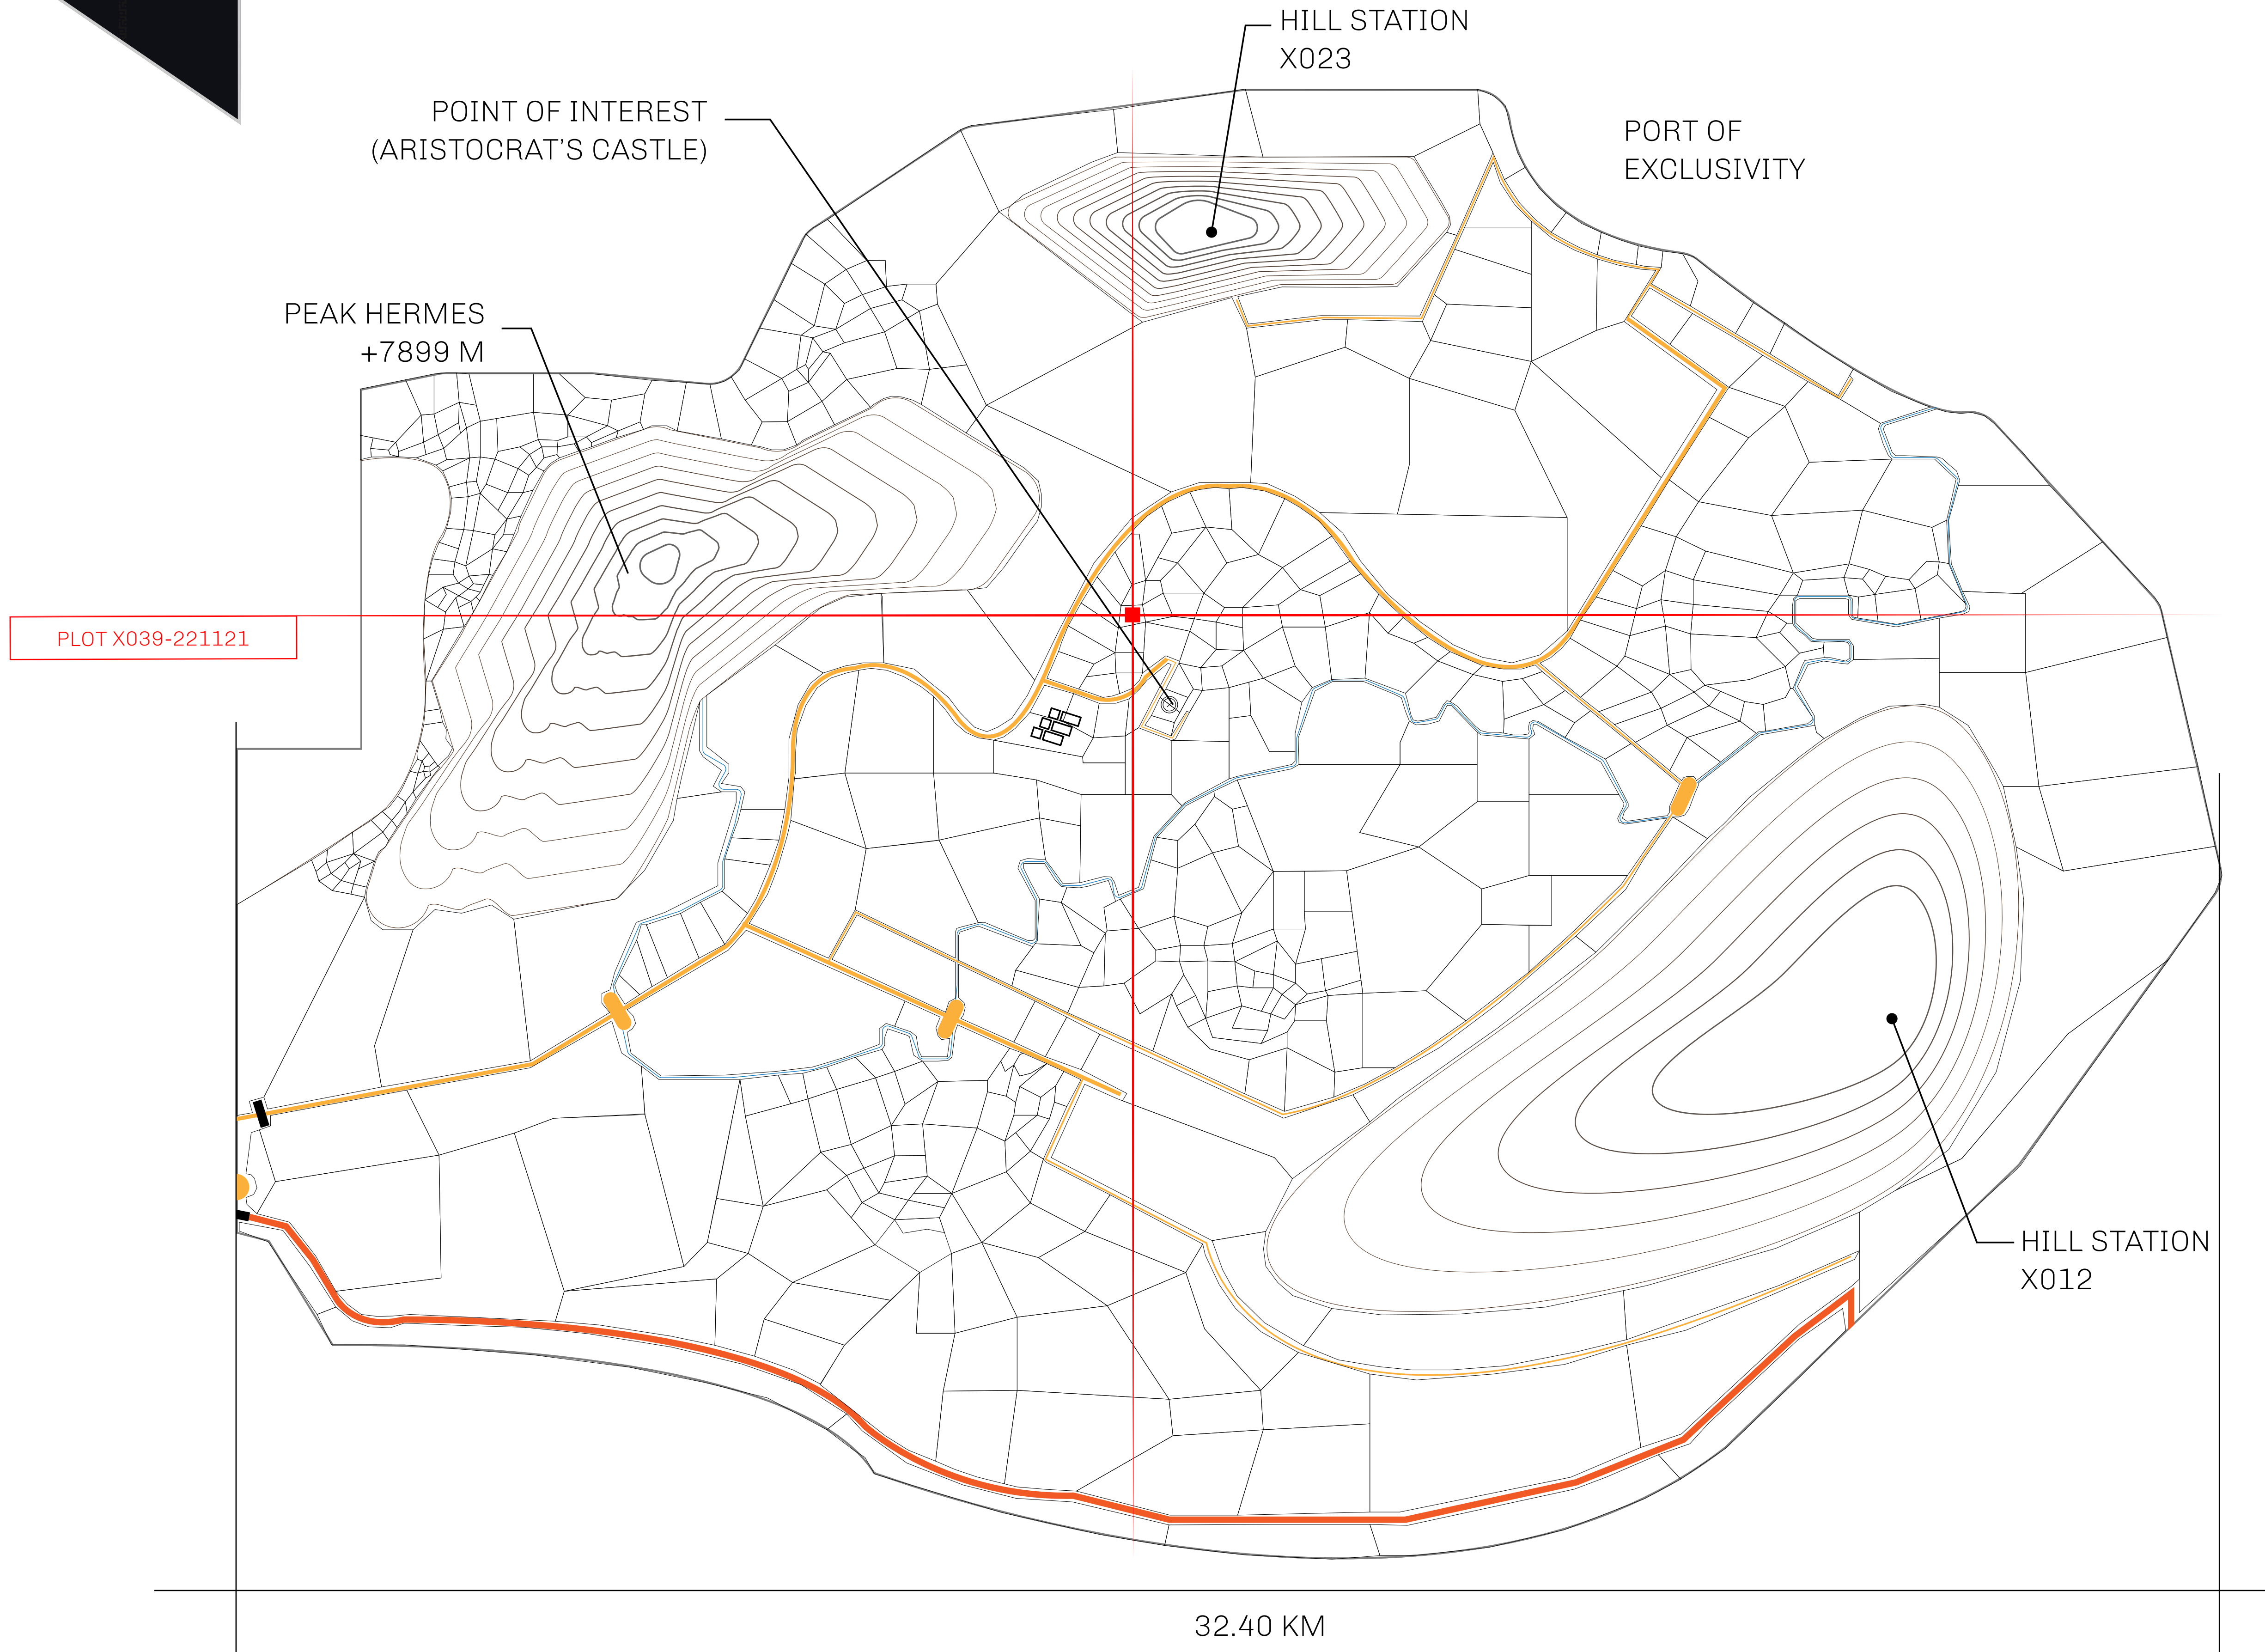 HILL STATION
X023
POINT OF INTEREST
(ARISTOCRAT'S CASTLE)
PORT OF
EXCLUSIVITY
PEAK HERMES
+7899 M
PLOT X039-221121
HILL STATION
X012
32.40 KM